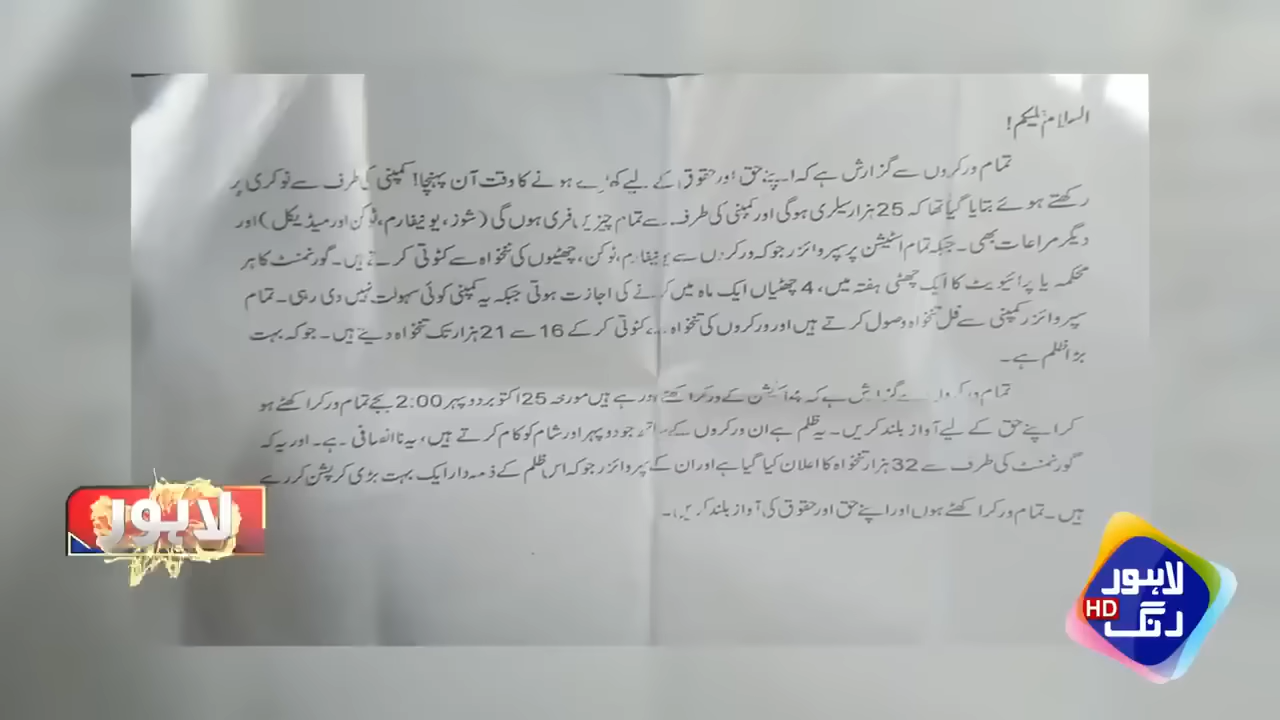 السلام علیکم!
تمام ورکروں سے گزارش ہے کہ اپنے حق اور حقوق کے لیے کھڑے ہونے کا وقت آن پہنچا! کمپنی کی طرف سے نوکری پر
رکھتے ہوئے بتایا گیا تھا کہ 25 ہزار سیلری ہوگی اور کمپنی کی طرف سے تمام چیزیں فری ہوں گی (شوز، یونیفارم، ٹوکن اور میڈیکل) اور
دیگر مراعات بھی۔ جبکہ تمام اسٹیشن پر سپروائزر جو کہ ورکروں سے یونیفارم، ٹوکن، چھٹیوں کی تنخواہ سے کٹوتی کرتے ہیں۔ گورنمنٹ کا ہر
محکمہ یا پرائیویٹ کا ایک چھٹی ہفتہ میں، 4 چھٹیاں ایک ماہ میں کرنے کی اجازت ہوتی جبکہ یہ کمپنی کوئی سہولت نہیں دی رہی۔ تمام
سپروائزر کمپنی سے فل تنخواہ وصول کرتے ہیں اور ورکروں کی تنخواہ سے کٹوتی کر کے 16 سے 21 ہزار تک تنخواہ دیتے ہیں۔ جو کہ بہت
بڑا ظلم ہے۔
تمام ورکروں سے گزارش ہے کہ ہر اسٹیشن کے ورکر اکھٹے ہو رہے ہیں مورخہ 25 اکتوبر دوپہر 2:00 بجے تمام ورکر اکھٹے ہو
کر اپنے حق کے لیے آواز بلند کریں۔ یہ ظلم ہے ان ورکروں کے ساتھ جو دوپہر اور شام کو کام کرتے ہیں، یہ ناانصافی ہے۔ اور یہ کہ
گورنمنٹ کی طرف سے 32 ہزار تنخواہ کا اعلان کیا گیا ہے اور ان کے سپروائزر جو کہ اس ظلم کے ذمہ دار ایک بہت بڑی کرپشن کر رہے
ہیں۔ تمام ورکر اکھٹے ہوں اور اپنے حق اور حقوق کی آواز بلند کریں۔
لاہور
لاہور
رنگ HD